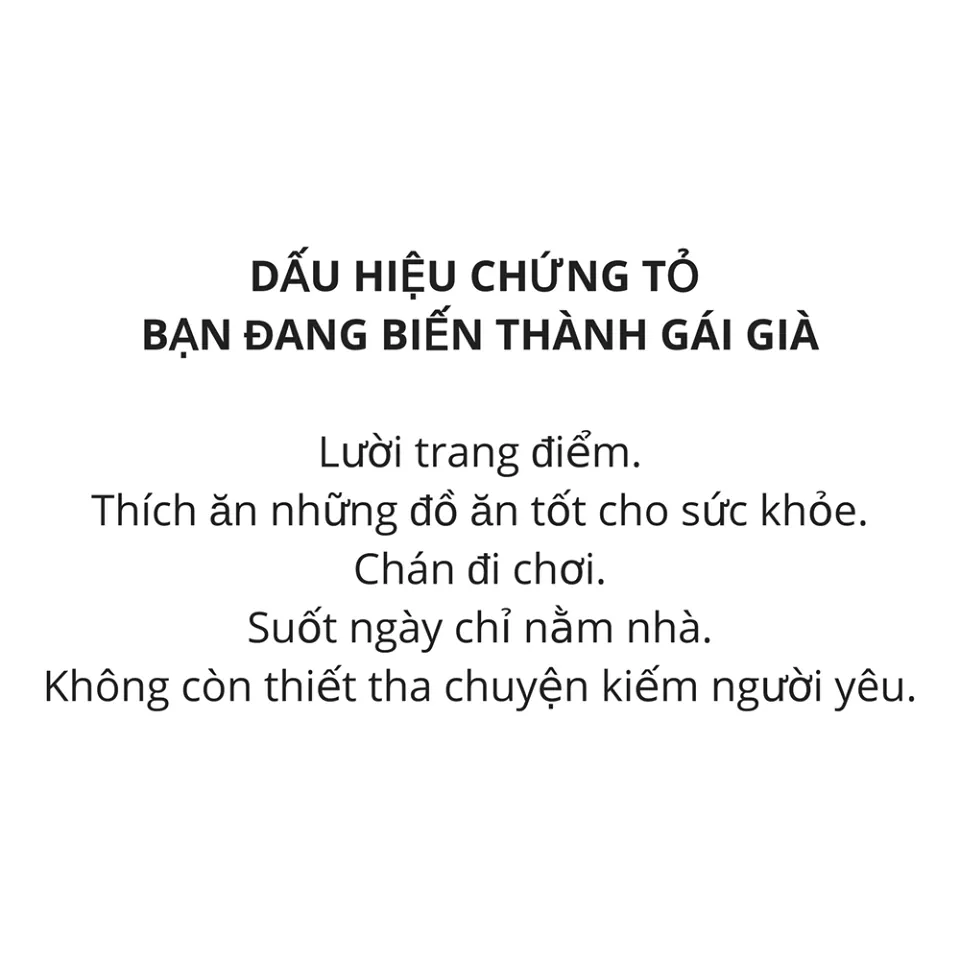 DẤU HIỆU CHỨNG TỎ
BẠN ĐANG BIẾN THÀNH GÁI GIÀ
Lười trang điểm.
Thích ăn những đồ ăn tốt cho sức khỏe.
Chán đi chơi.
Suốt ngày chỉ nằm nhà.
Không còn thiết tha chuyện kiếm người yêu.